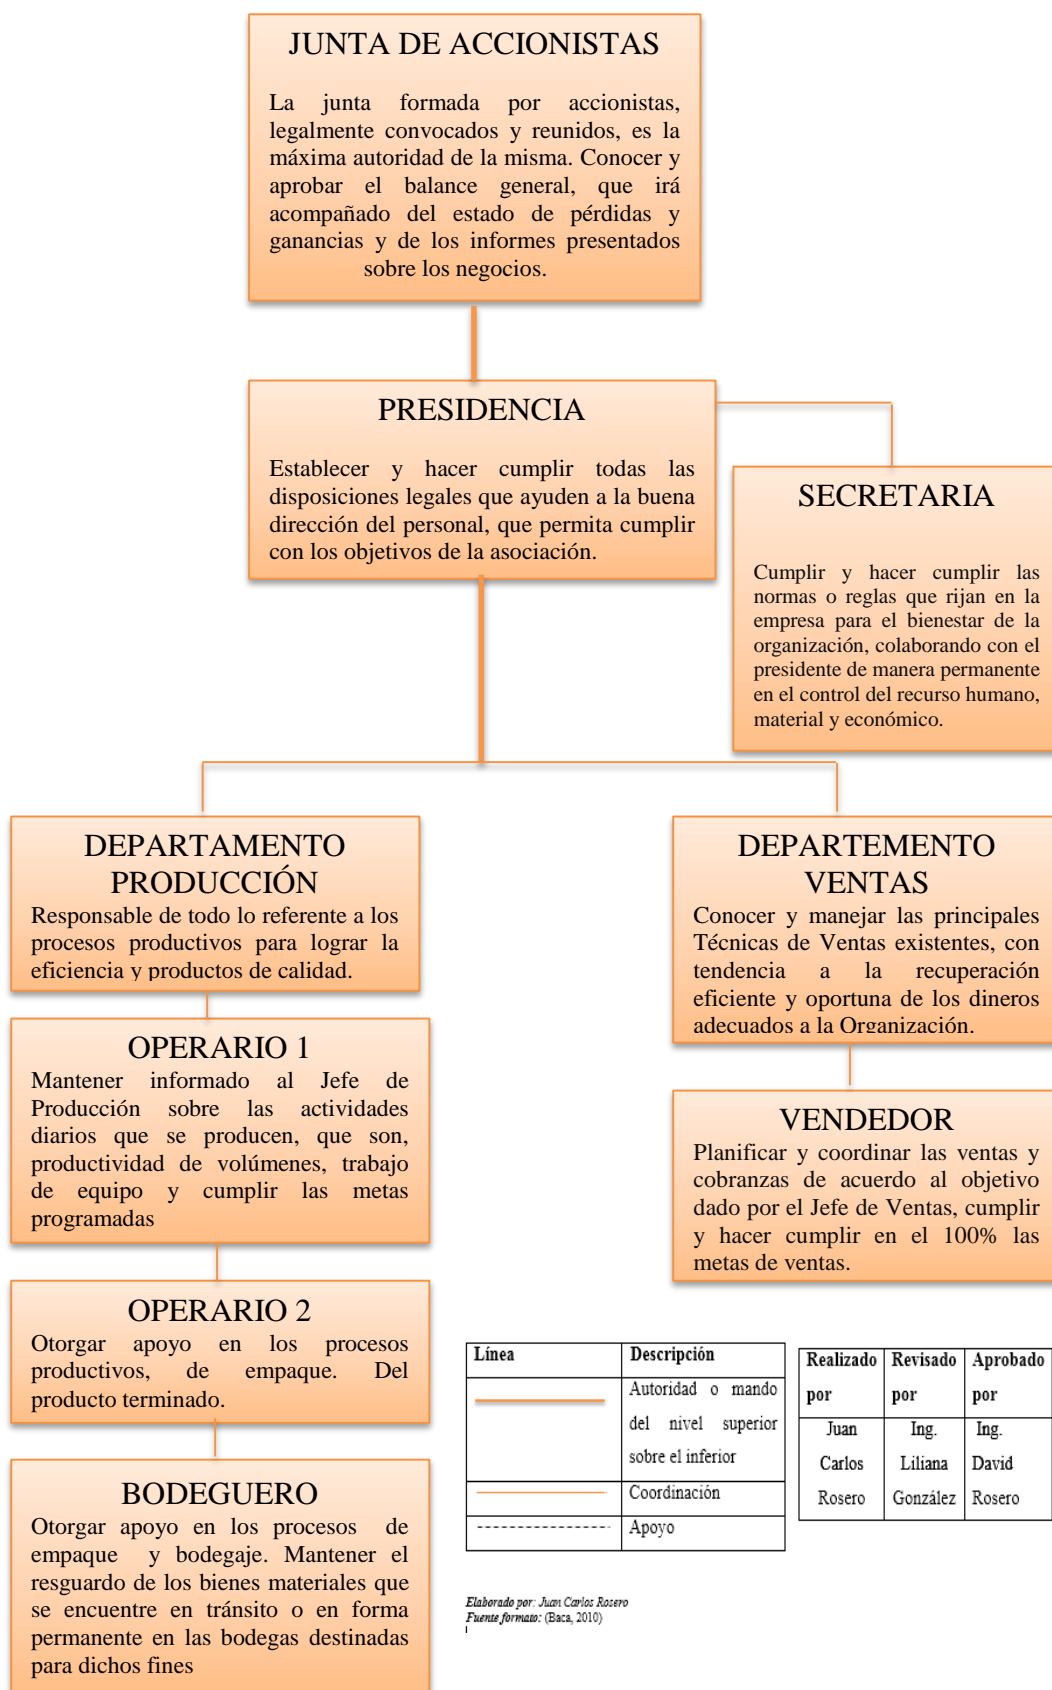 JUNTA DE ACCIONISTAS
La junta formada por accionistas,
legalmente convocados y reunidos, es la
máxima autoridad de la misma. Conocer y
aprobar el balance general, que irá
acompañado del estado de pérdidas y
ganancias y de los informes presentados
sobre los negocios.
PRESIDENCIA
Establecer y hacer cumplir todas las
disposiciones legales que ayuden a la buena
dirección del personal, que permita cumplir
con los objetivos de la asociación.
SECRETARIA
Cumplir y hacer cumplir las
normas o reglas que rijan en la
empresa para el bienestar de la
organización, colaborando con el
presidente de manera permanente
en el control del recurso humano,
material y económico.
DEPARTAMENTO
PRODUCCIÓN
Responsable de todo lo referente a los
procesos productivos para lograr la
eficiencia y productos de calidad.
DEPARTEMENTO
VENTAS
Conocer y manejar las principales
Técnicas de Ventas existentes, con
tendencia a la recuperación
eficiente y oportuna de los dineros
adecuados a la Organización.
OPERARIO 1
Mantener informado al Jefe de
Producción sobre las actividades
diarios que se producen, que son,
productividad de volúmenes, trabajo
de equipo y cumplir las metas
programadas
VENDEDOR
Planificar y coordinar las ventas y
cobranzas de acuerdo al objetivo
dado por el Jefe de Ventas, cumplir
y hacer cumplir en el 100% las
metas de ventas.
OPERARIO 2
Otorgar apoyo en los procesos
productivos, de empaque. Del
producto terminado.
BODEGUERO
Otorgar apoyo en los procesos de
empaque y bodegaje. Mantener el
resguardo de los bienes materiales que
se encuentre en tránsito o en forma
permanente en las bodegas destinadas
para dichos fines
Línea Descripción
Autoridad o mando
del nivel superior
sobre el inferior
Coordinación
Apoyo
Realizado Revisado Aprobado
por por por
Juan Ing. Ing.
Carlos Liliana David
Rosero González Rosero
Elaborado por: Juan Carlos Rosero
Fuente formato: (Baca, 2010)